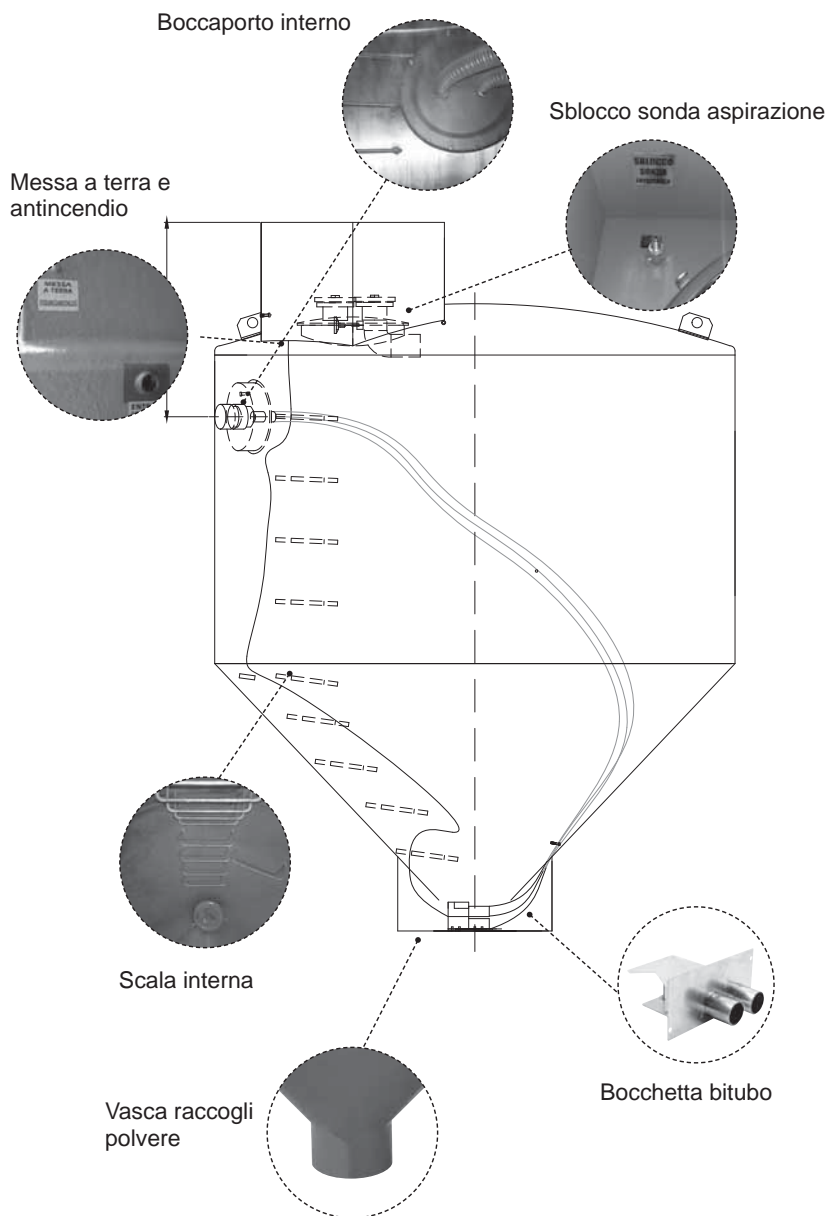 Boccaporto interno
Sblocco sonda aspirazione
Messa a terra e
antincendio
SBLOCCO
SONDA
MESSA
A TERRA
Scala interna
Bocchetta bitubo
Vasca raccogli
polvere